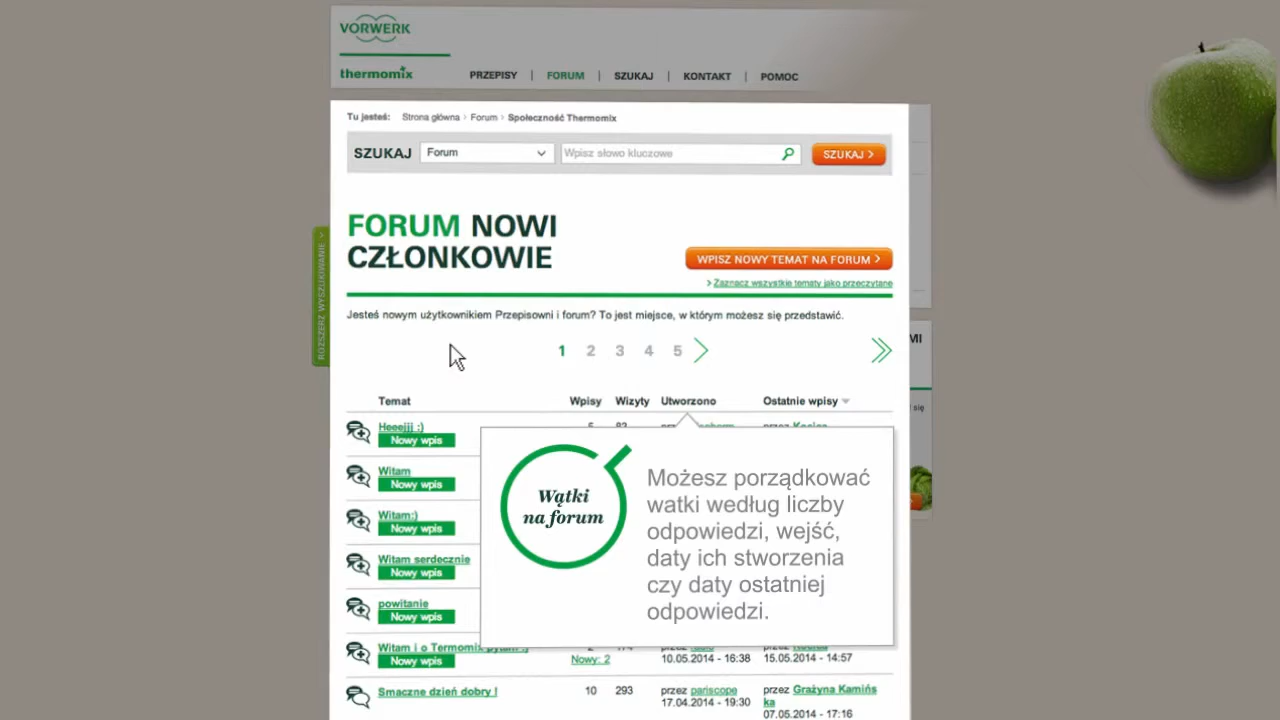 VORWERK
thermomix
PRZEPISY | FORUM | SZUKAJ | KONTAKT | POMOC
Tu jesteś: Strona główna > Forum > Społeczność Thermomix
SZUKAJ Forum Wpisz słowo kluczowe SZUKAJ >
FORUM NOWI
CZŁONKOWIE
WPISZ NOWY TEMAT NA FORUM >
> Zaznacz wszystkie tematy jako przeczytane
ROZSZERZ WYSZUKIWANIE >
Jesteś nowym użytkownikiem Przepisowni i forum? To jest miejsce, w którym możesz się przedstawić.
1 2 3 4 5
MI
się
Temat Wpisy Wizyty Utworzono Ostatnie wpisy
Heeejjj :)
Nowy wpis
Witam
Nowy wpis
Witam:)
Nowy wpis
Witam serdecznie
Nowy wpis
powitanie
Nowy wpis
Wątki
na forum
Możesz porządkować
watki według liczby
odpowiedzi, wejść,
daty ich stworzenia
czy daty ostatniej
odpowiedzi.
Witam i o Termomix pytam :)
Nowy wpis Nowy: 2 10.05.2014 - 16:38 15.05.2014 - 14:57
Smaczne dzień dobry ! 10 293 przez pariscope przez Grażyna Kamińs
17.04.2014 - 19:30 ka
07.05.2014 - 17:16